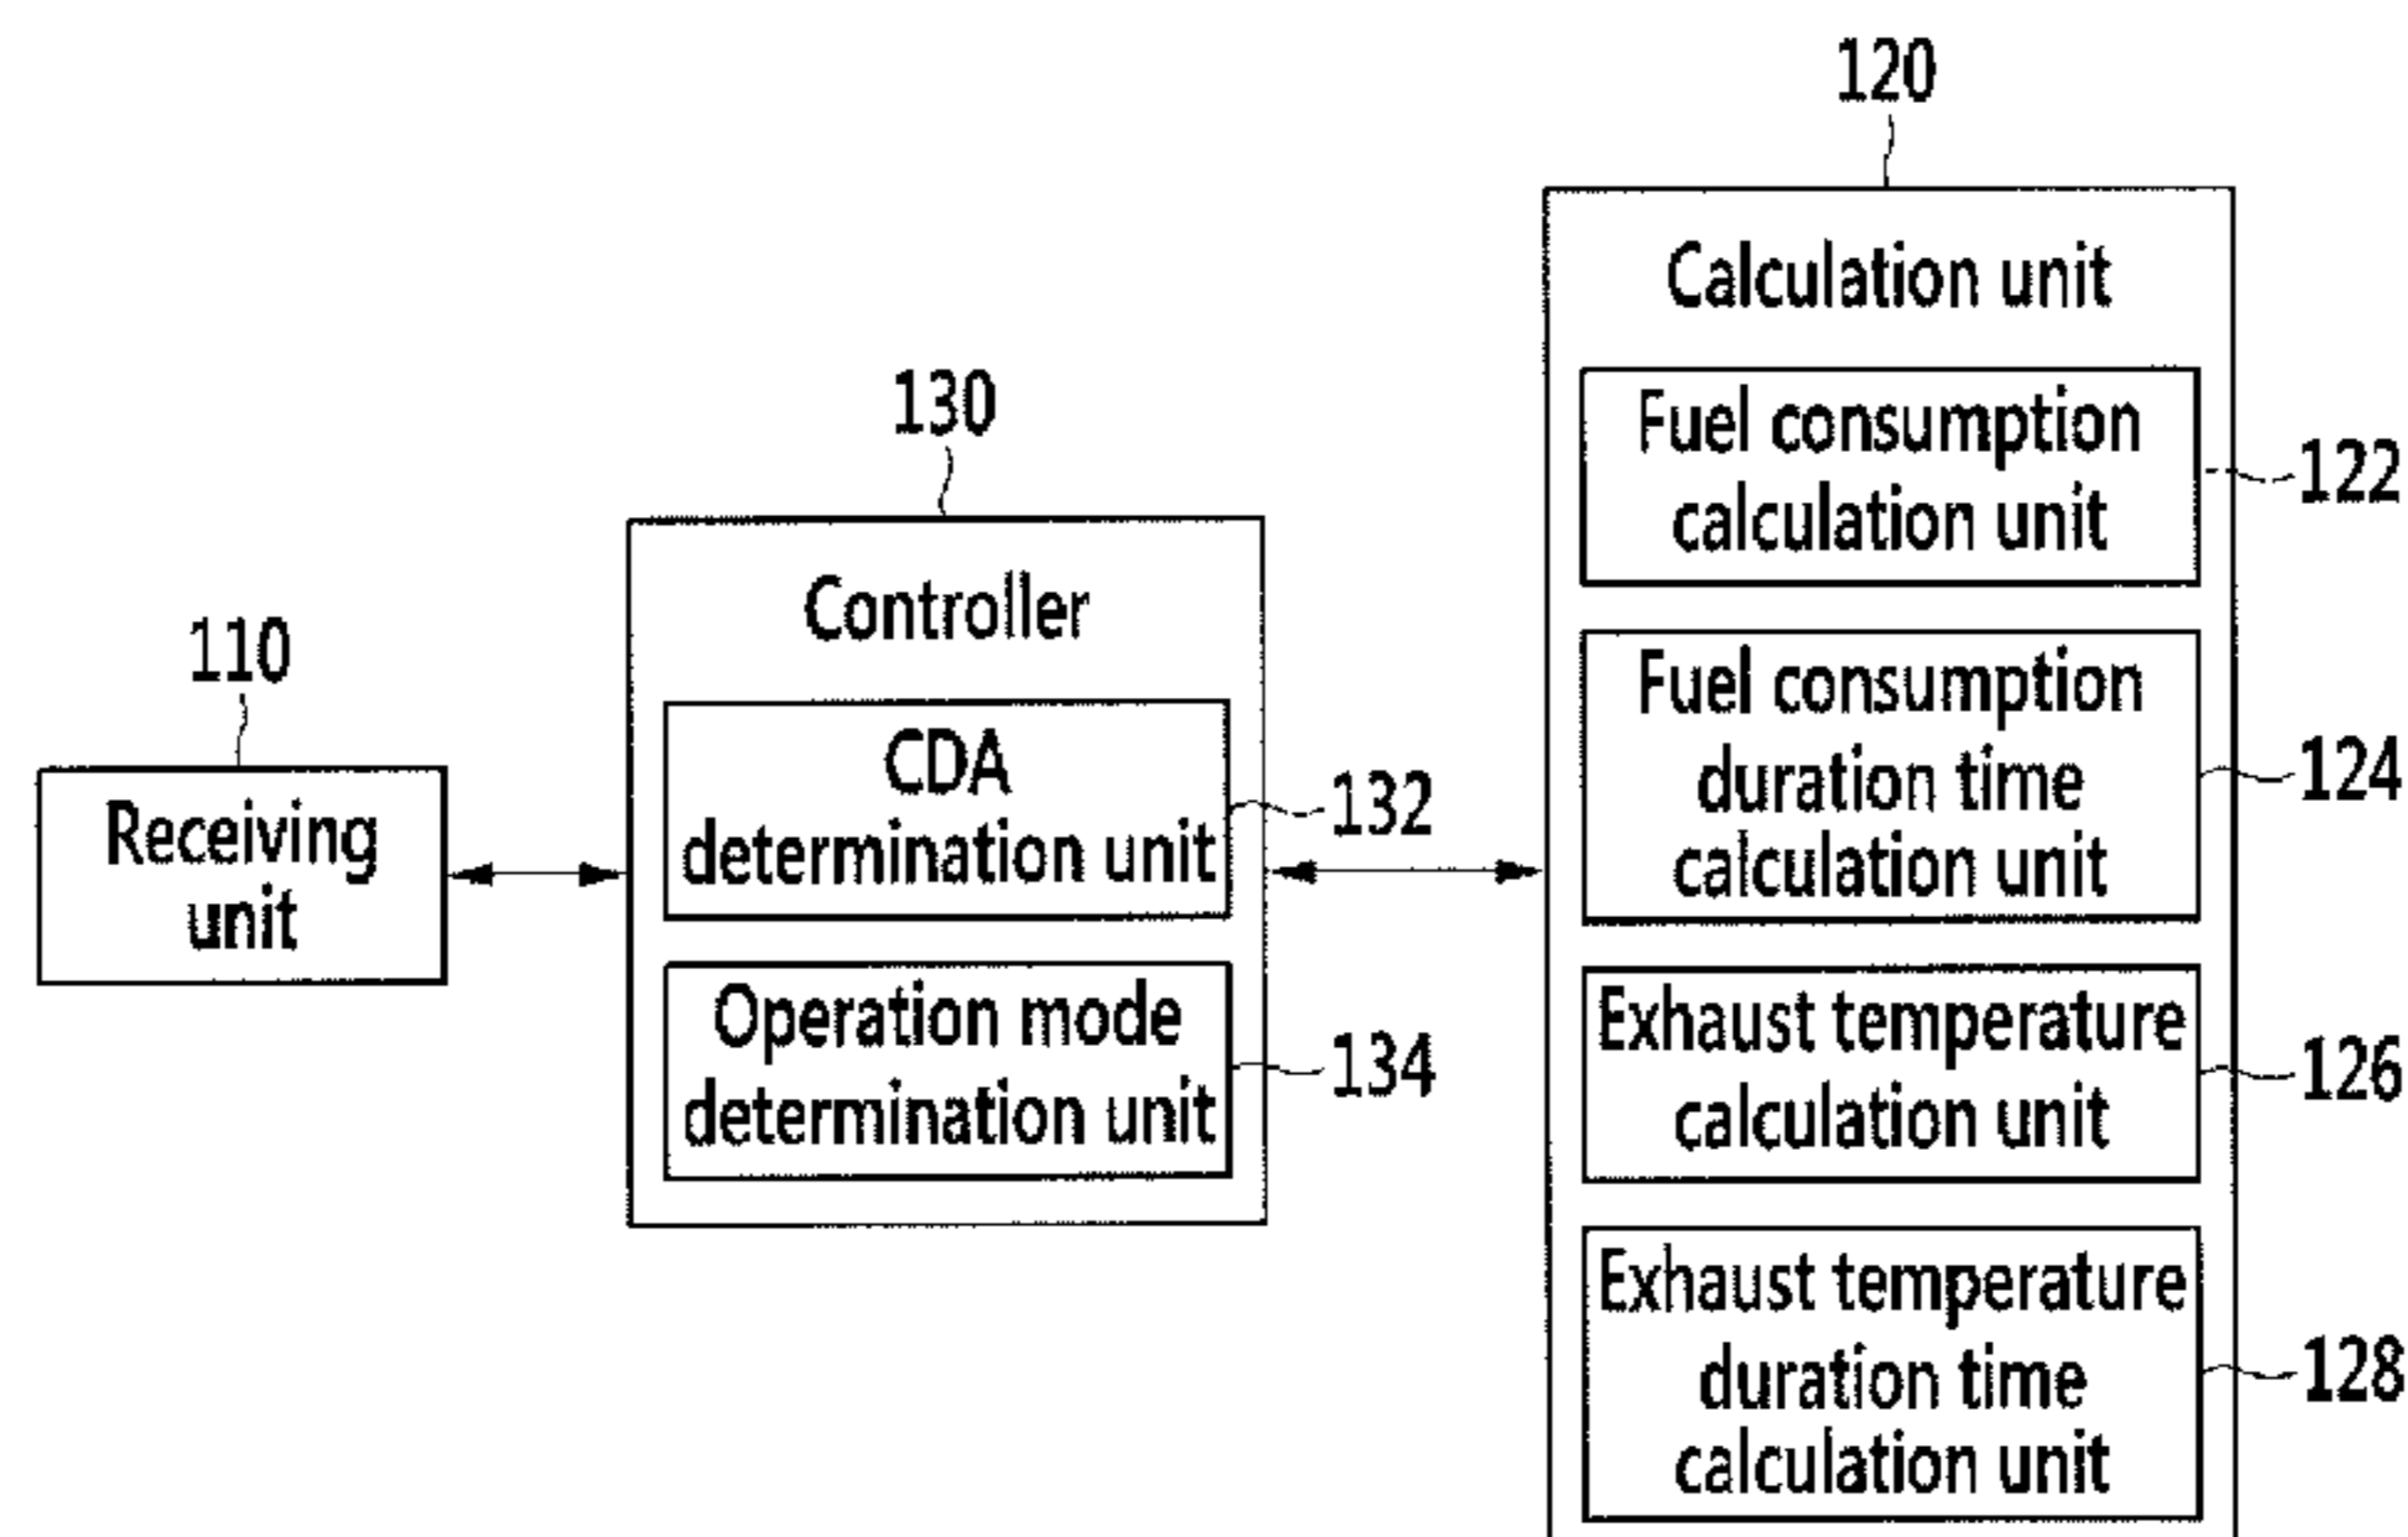 110
Receiving
unit
130
Controller
CDA
determination unit
132
Operation mode
determination unit
134
120
Calculation unit
Fuel consumption
calculation unit
122
Fuel consumption
duration time
calculation unit
124
Exhaust temperature
calculation unit
126
Exhaust temperature
duration time
calculation unit
128